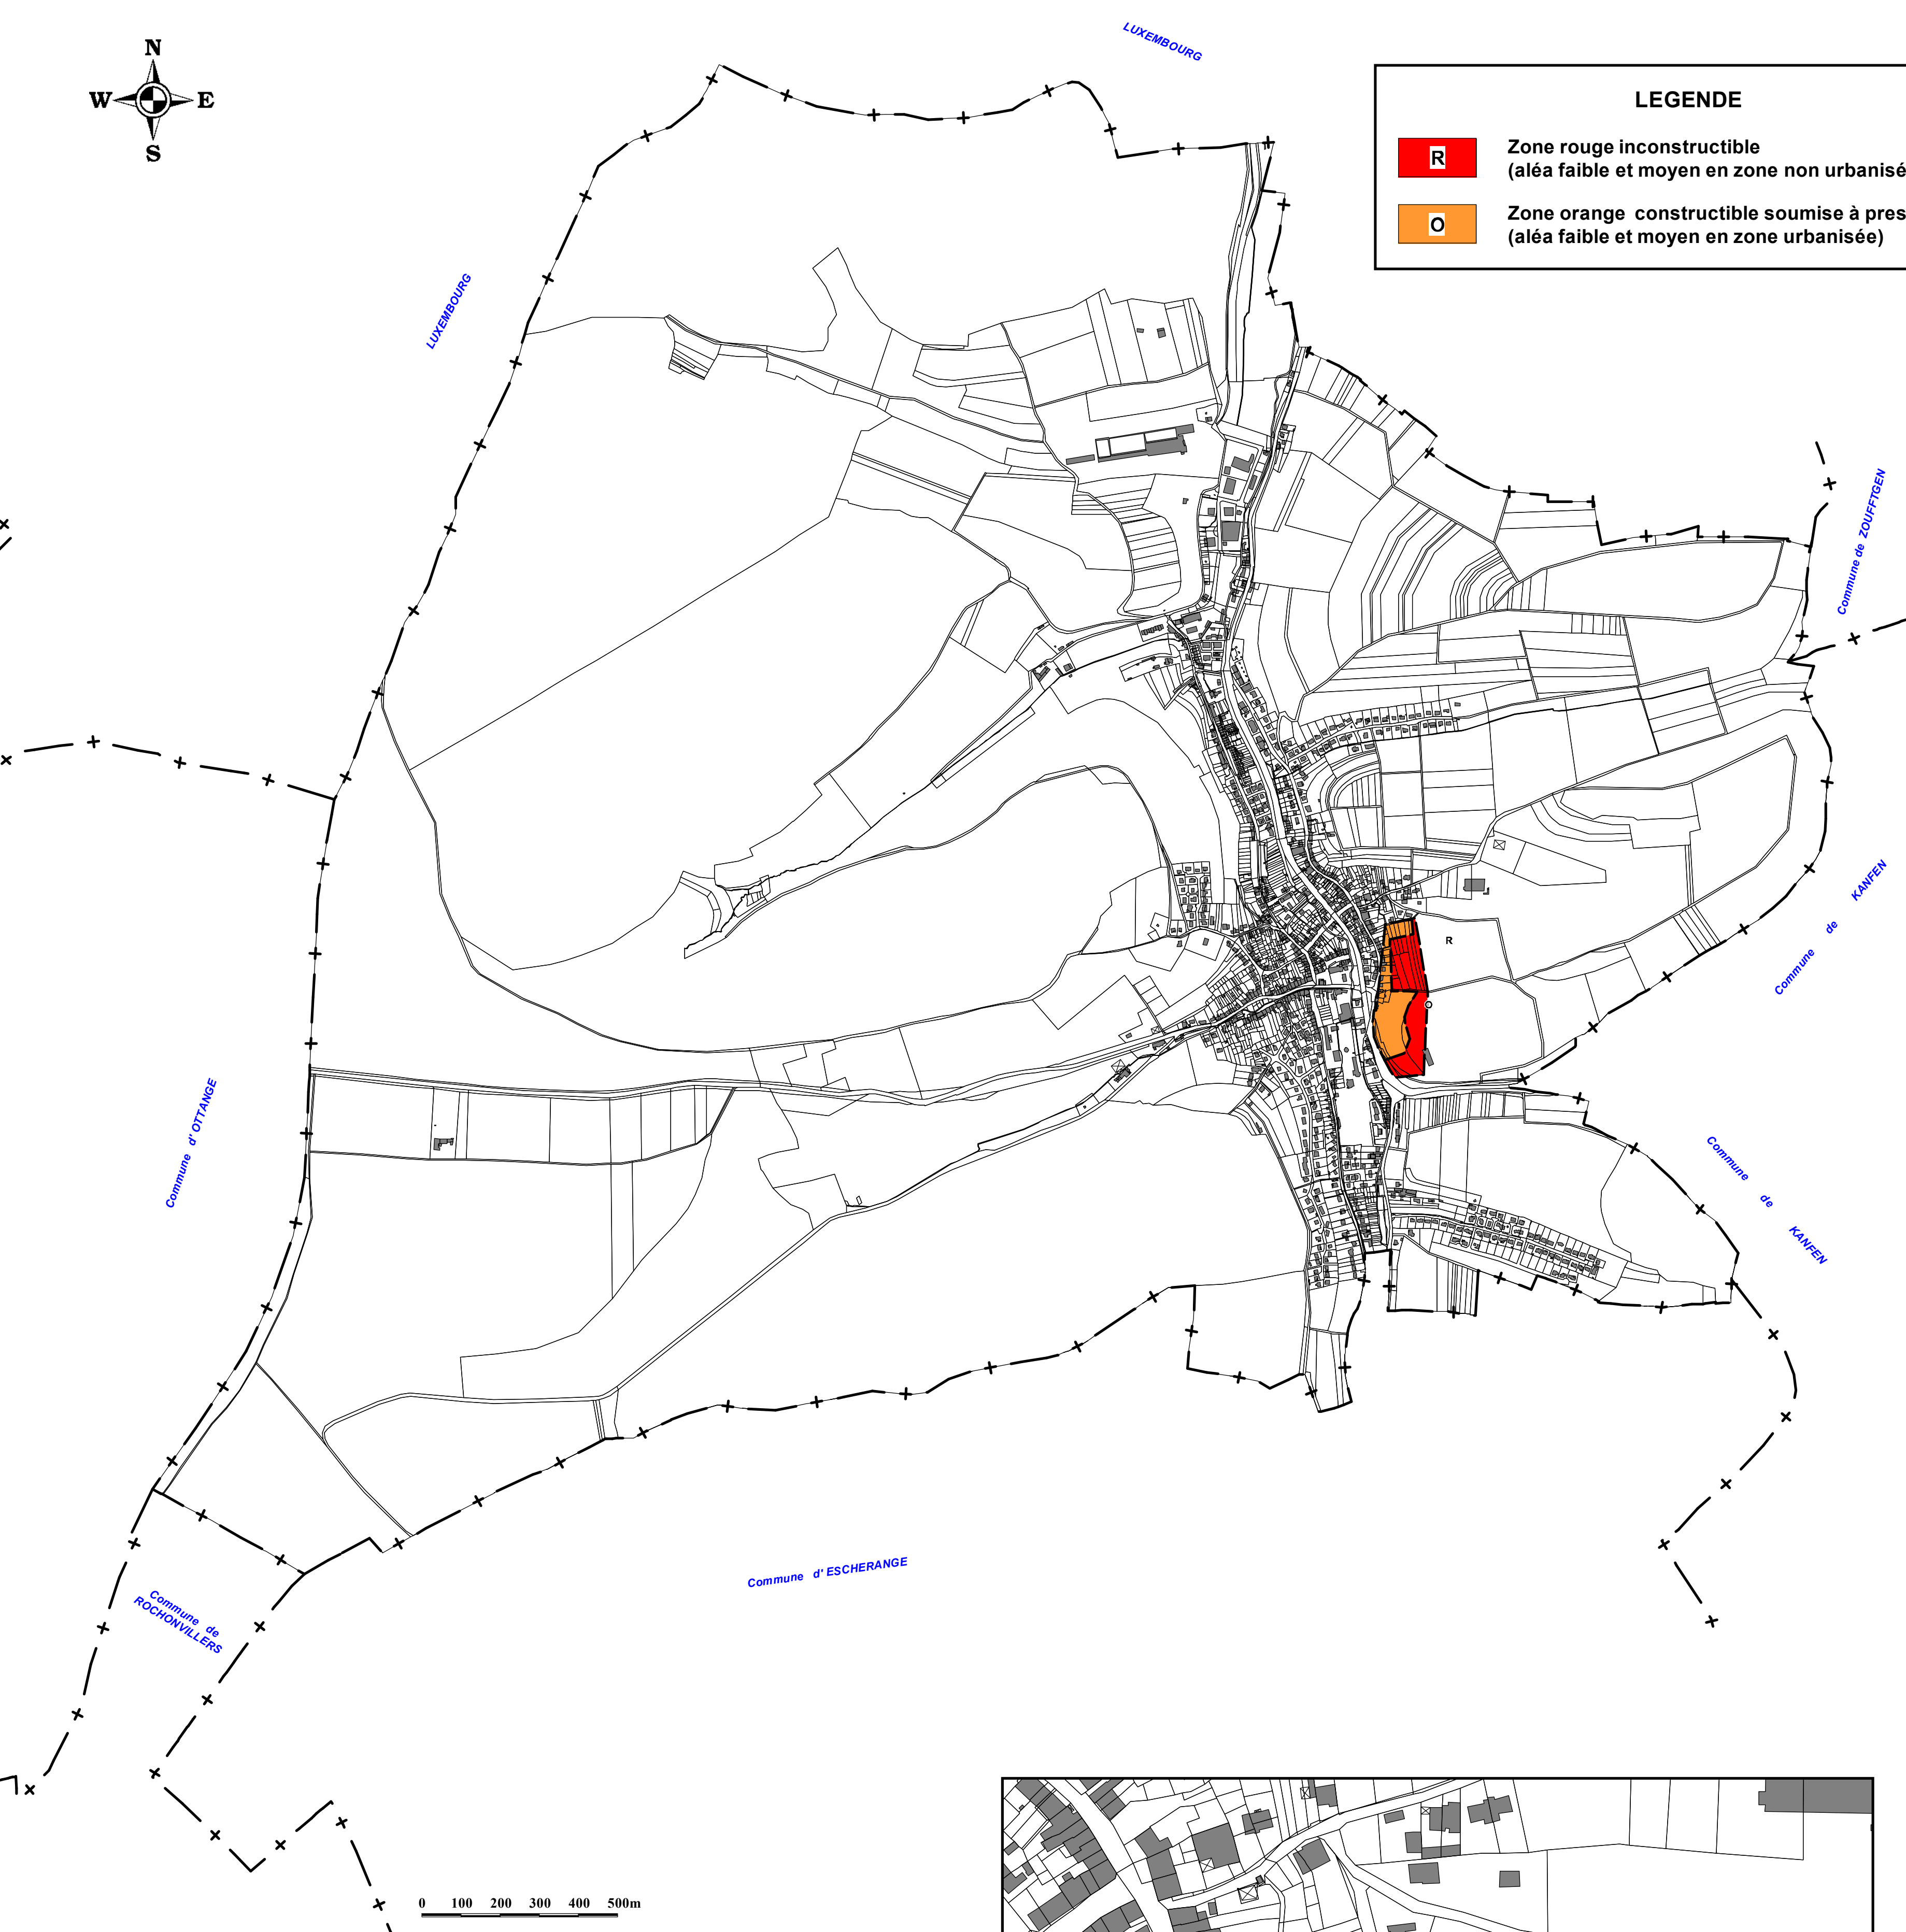 LUXEMBOURG
N
W E
S
LEGENDE
R
Zone rouge inconstructible
(aléa faible et moyen en zone non urbanisé
O
Zone orange constructible soumise à pres
(aléa faible et moyen en zone urbanisée)
LUXEMBOURG
Commune de ZOUFFTGEN
Commune de KANFEN
R
O
Commune d' OTTANGE
Commune de KANFEN
Commune d' ESCHERANGE
Commune de
ROCHONVILLERS
0 100 200 300 400 500m